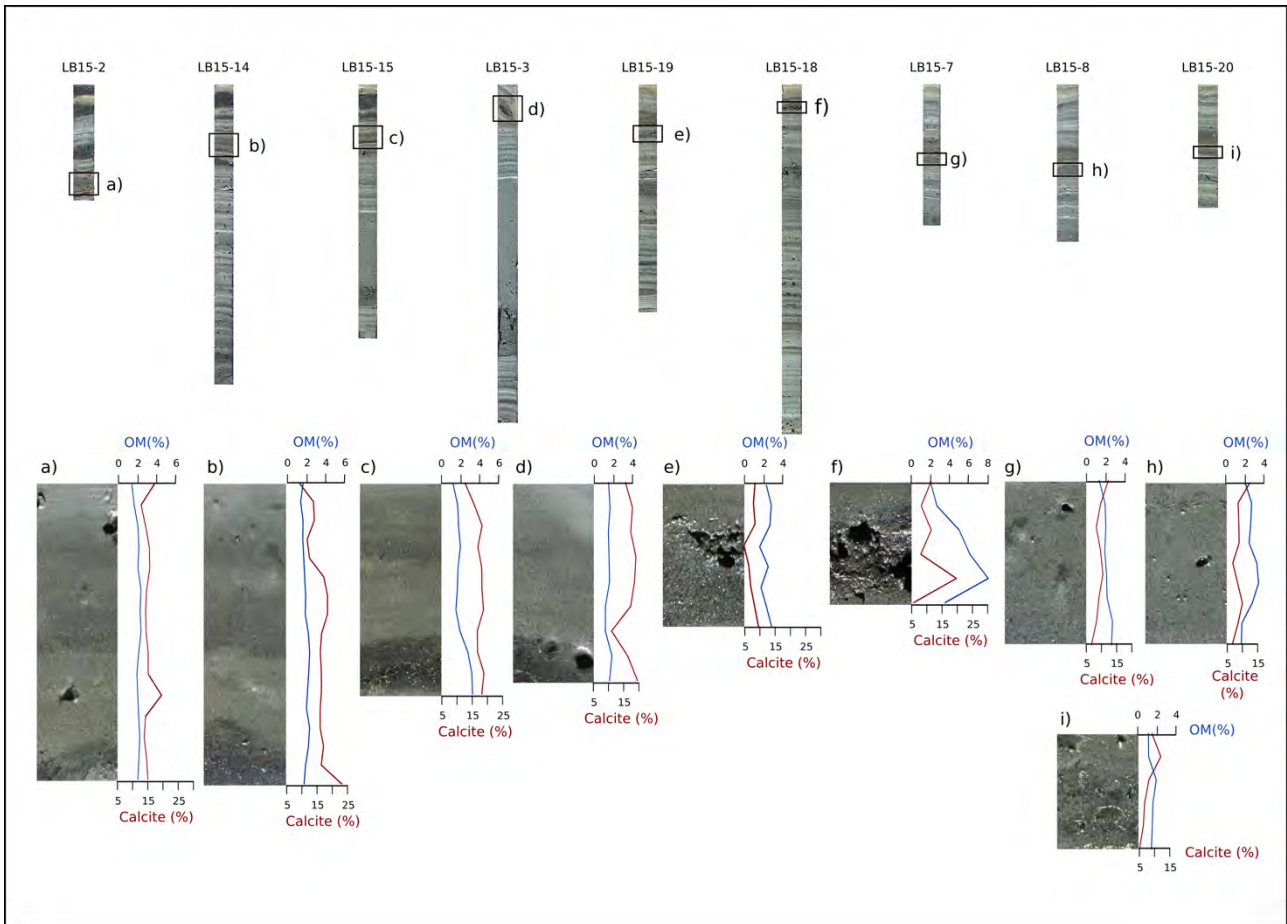 LB15-2 LB15-14 LB15-15 LB15-3 LB15-19 LB15-18 LB15-7 LB15-8 LB15-20
a) b) c) d) e) f) g) h) i)
OM(%) OM(%) OM(%) OM(%) OM(%) OM(%) OM(%) OM(%)
a) 0 2 4 6 b) 0 2 4 6 c) 0 2 4 6 d) 0 2 4 e) 0 2 4 f) 0 2 4 6 8 g) 0 2 4 h) 0 2 4
5 15 25 5 15 25 5 15 5 15
Calcite (%) Calcite (%) Calcite (%) Calcite (%)
5 15 25 5 15 25
Calcite (%) Calcite (%)
5 15 5 15
Calcite (%) Calcite
(%)
i) 0 2 4
OM(%)
Calcite (%)
5 15